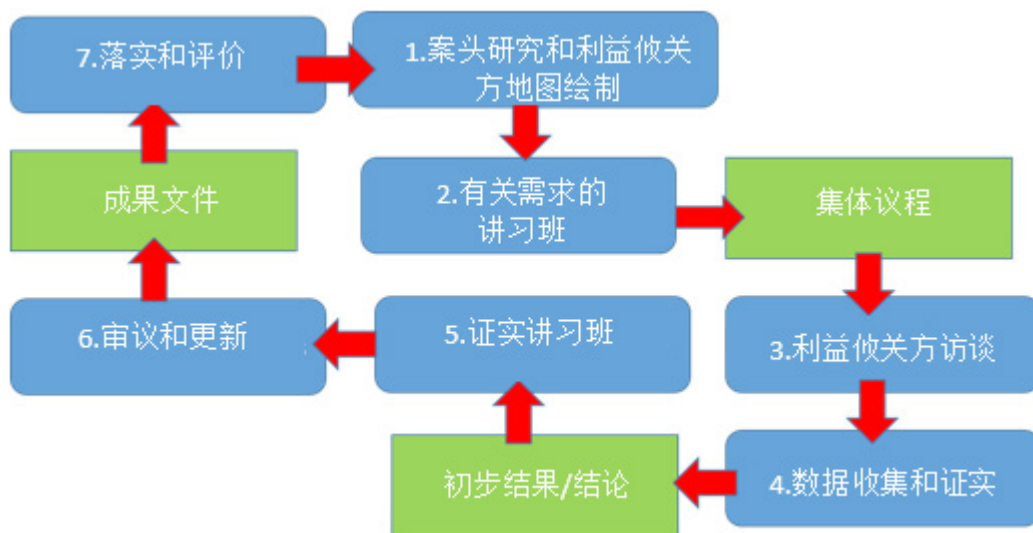 7.落实和评价
1.案头研究和利益攸关
方地图绘制
成果文件
2.有关需求的
讲习班
集体议程
6.审议和更新
5.证实讲习班
3.利益攸关方访谈
初步结果/结论
4.数据收集和证实